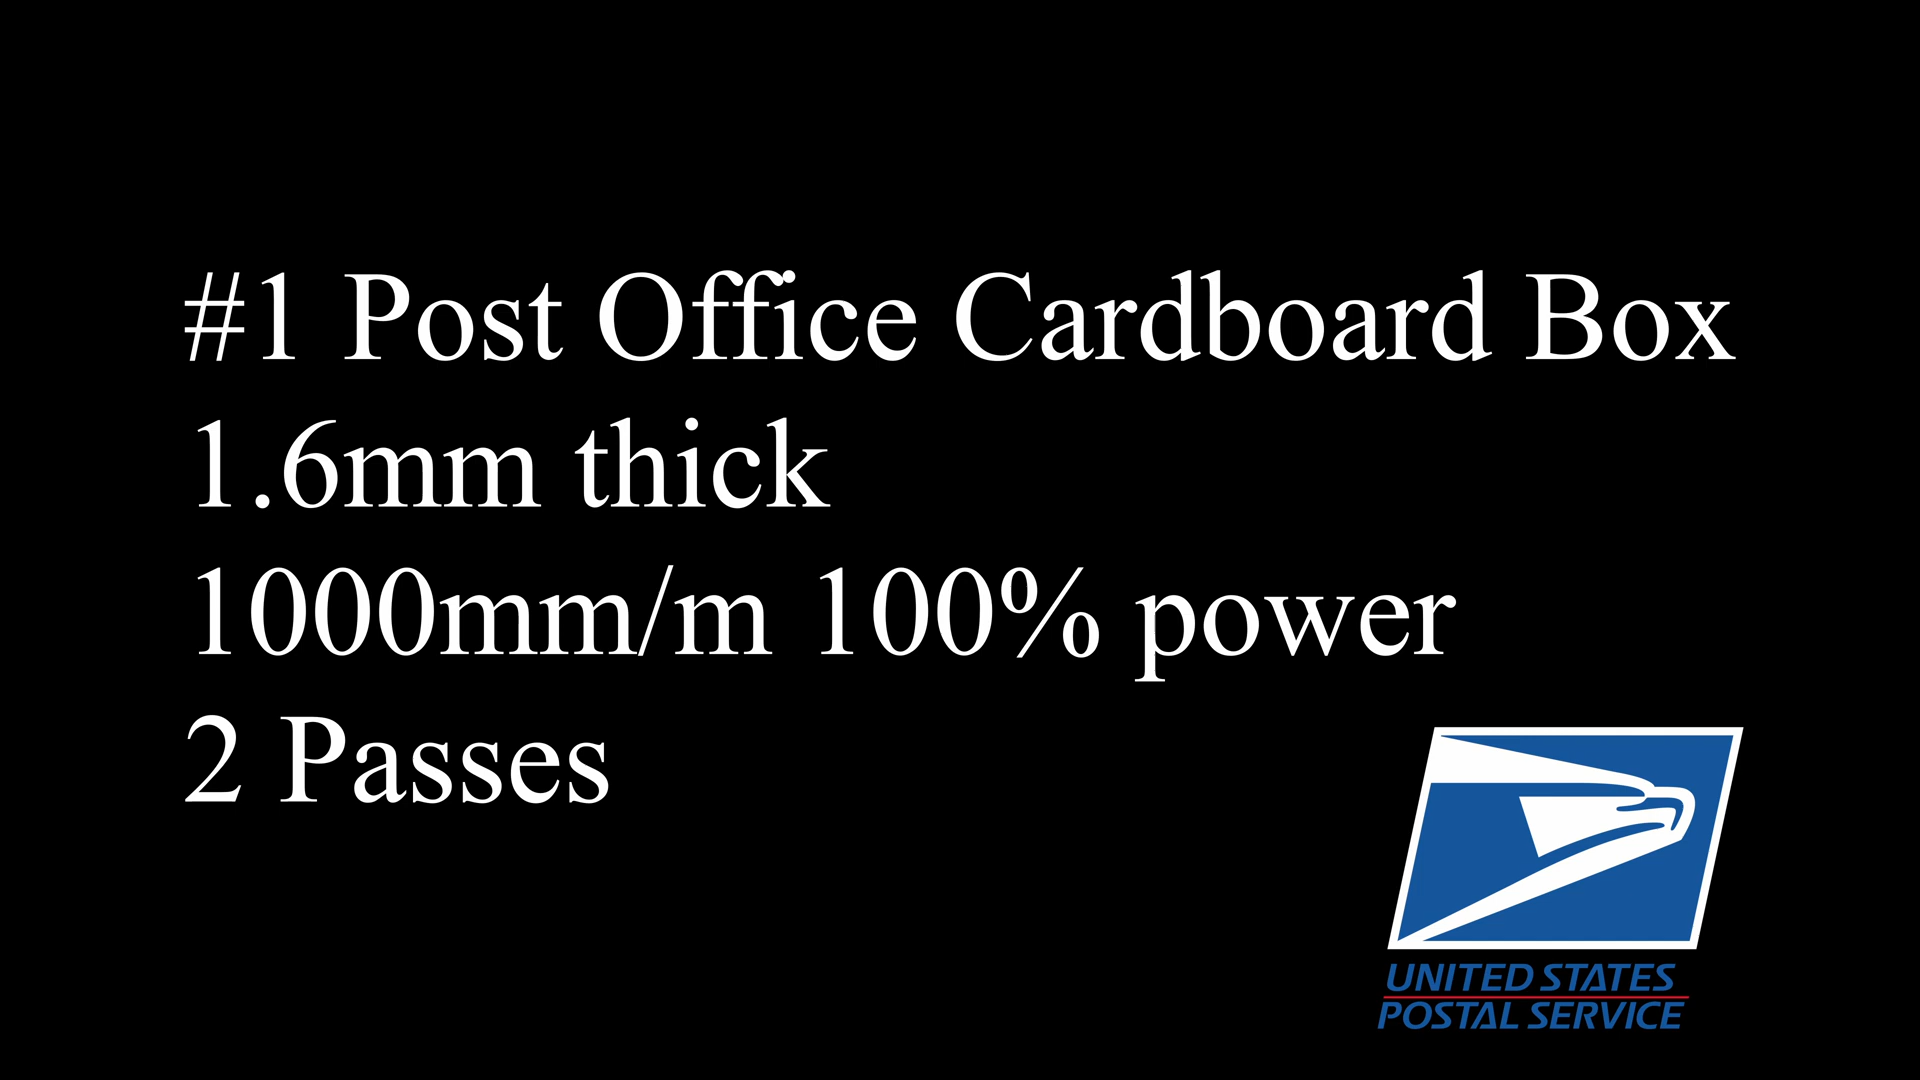 #1 Post Office Cardboard Box
1.6mm thick
1000mm/m 100% power
2 Passes
UNITED STATES
POSTAL SERVICE